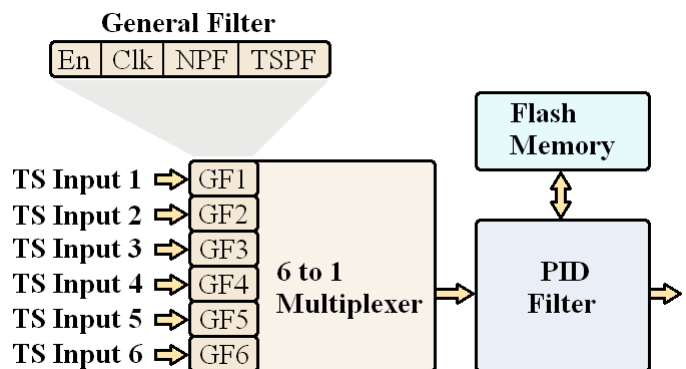 General Filter
En Clk NPF TSPF
Flash
Memory
TS Input 1 GF1
TS Input 2 GF2
TS Input 3 GF3
TS Input 4 GF4
TS Input 5 GF5
TS Input 6 GF6
6 to 1
Multiplexer
PID
Filter